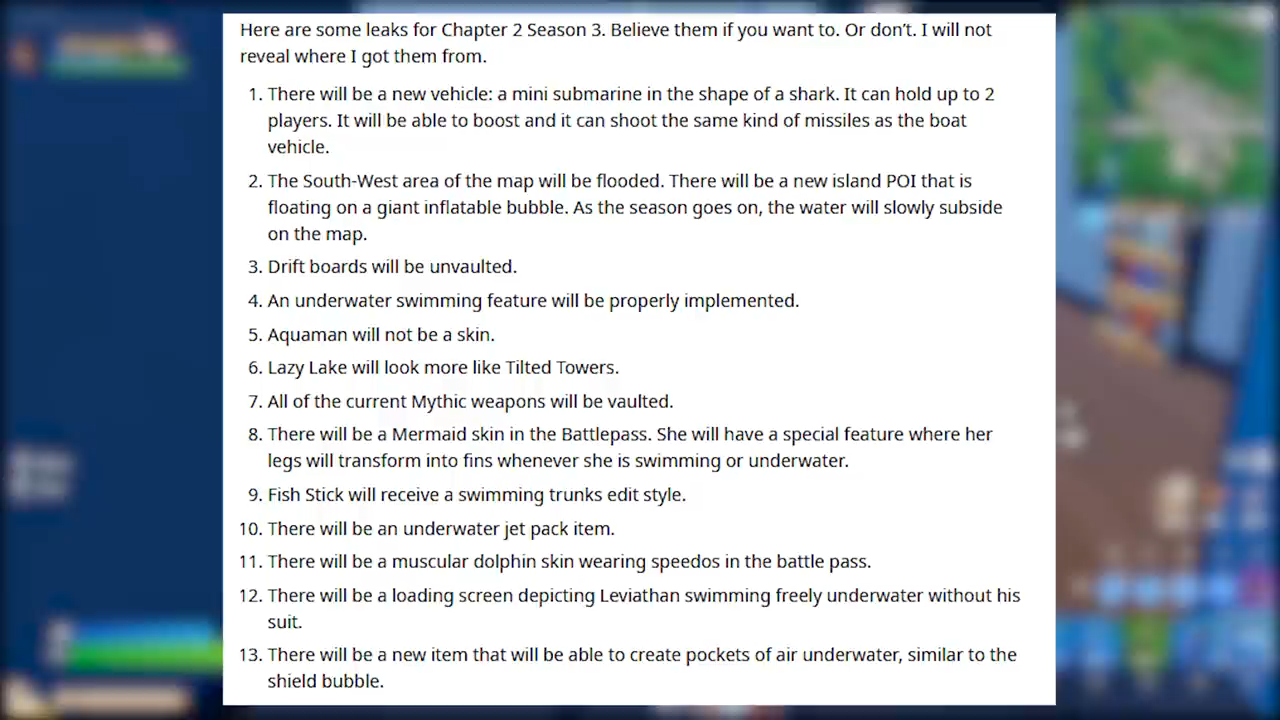 Here are some leaks for Chapter 2 Season 3. Believe them if you want to. Or don’t. I will not
reveal where I got them from.
1. There will be a new vehicle: a mini submarine in the shape of a shark. It can hold up to 2
players. It will be able to boost and it can shoot the same kind of missiles as the boat
vehicle.
2. The South-West area of the map will be flooded. There will be a new island POI that is
floating on a giant inflatable bubble. As the season goes on, the water will slowly subside
on the map.
3. Drift boards will be unvaulted.
4. An underwater swimming feature will be properly implemented.
5. Aquaman will not be a skin.
6. Lazy Lake will look more like Tilted Towers.
7. All of the current Mythic weapons will be vaulted.
8. There will be a Mermaid skin in the Battlepass. She will have a special feature where her
legs will transform into fins whenever she is swimming or underwater.
9. Fish Stick will receive a swimming trunks edit style.
10. There will be an underwater jet pack item.
11. There will be a muscular dolphin skin wearing speedos in the battle pass.
12. There will be a loading screen depicting Leviathan swimming freely underwater without his
suit.
13. There will be a new item that will be able to create pockets of air underwater, similar to the
shield bubble.